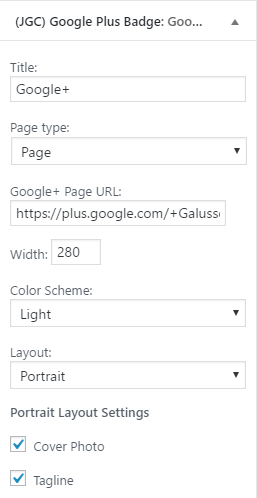 (JGC) Google Plus Badge: Goo...
Title:
Google+
Page type:
Page
Google+ Page URL:
https://plus.google.com/+Galuss
Width: 280
Color Scheme:
Light
Layout:
Portrait
Portrait Layout Settings
Cover Photo
Tagline